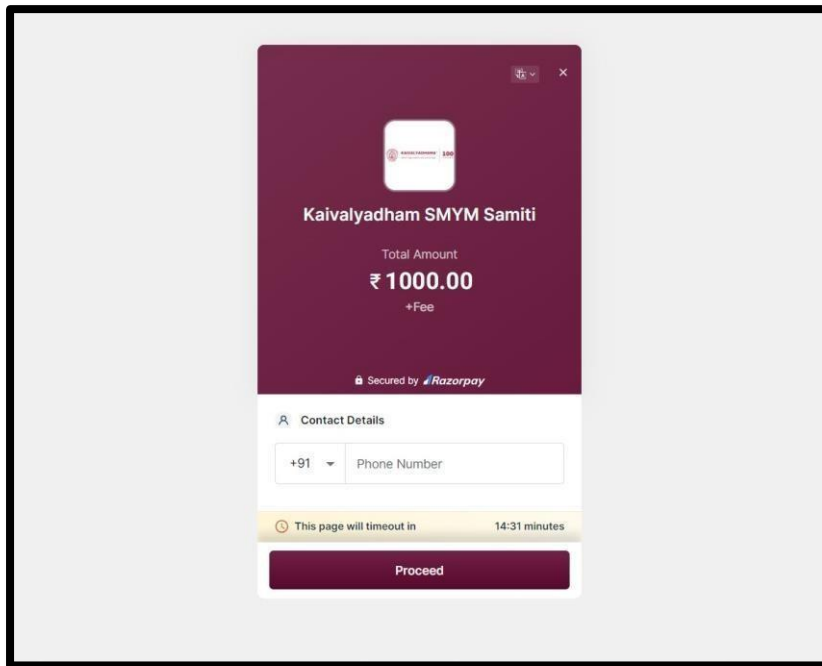 Kaivalyadham SMYM Samiti
Total Amount
₹ 1000.00
+Fee
Secured by Razorpay
Contact Details
+91 Phone Number
This page will timeout in 14:31 minutes
Proceed